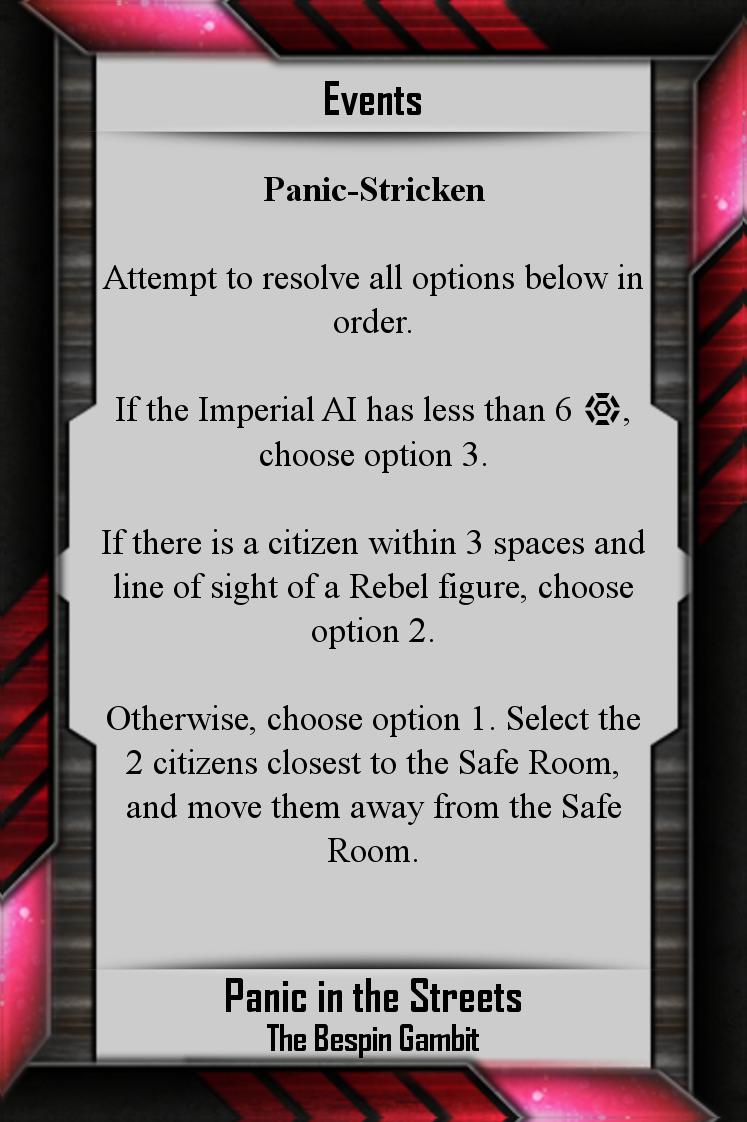 Events
Panic-Stricken
Attempt to resolve all options below in
order.
If the Imperial AI has less than 6 ,
choose option 3.
If there is a citizen within 3 spaces and
line of sight of a Rebel figure, choose
option 2.
Otherwise, choose option 1. Select the
2 citizens closest to the Safe Room,
and move them away from the Safe
Room.
Panic in the Streets
The Bespin Gambit